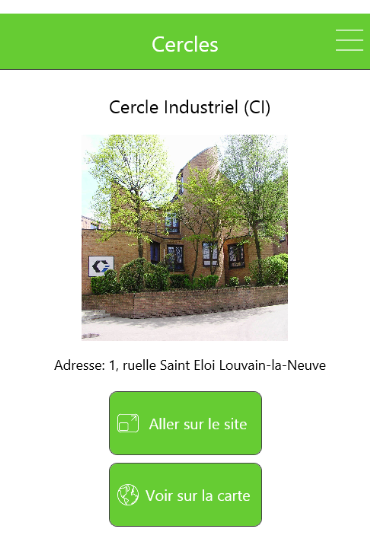 Cercles
Cercle Industriel (CI)
Adresse: 1, ruelle Saint Eloi Louvain-la-Neuve
Aller sur le site
Voir sur la carte